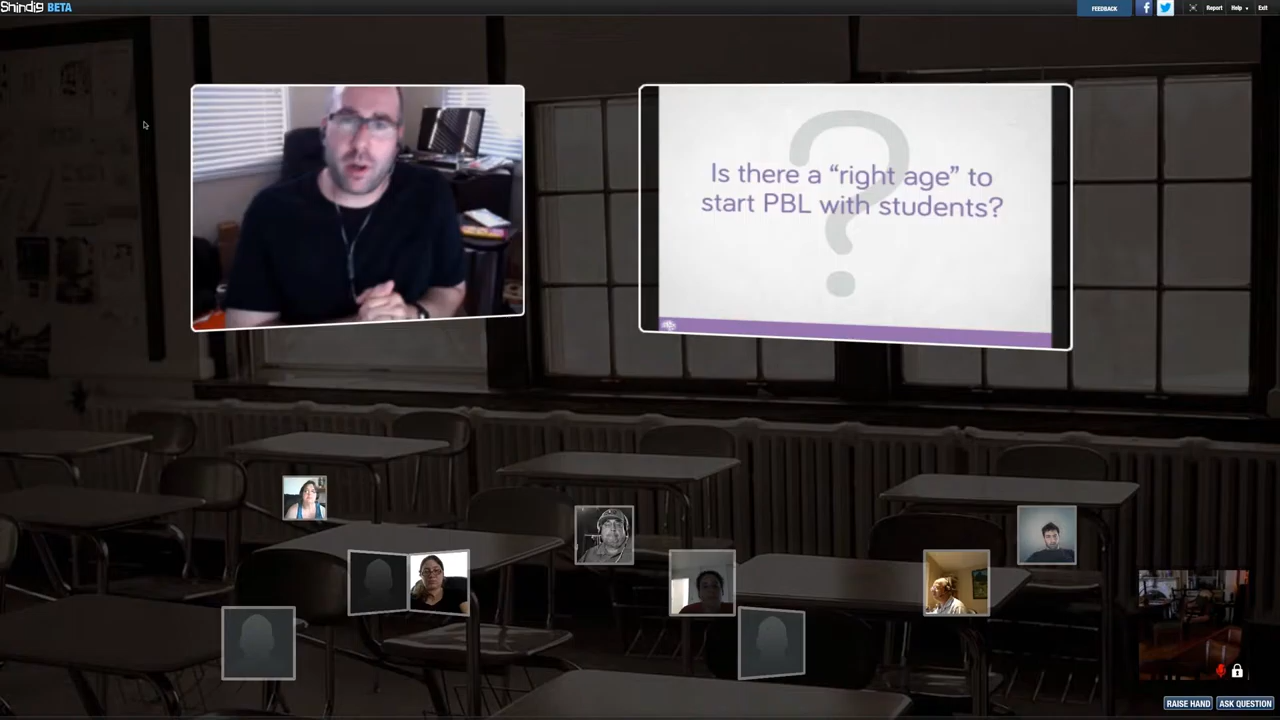 Shindig BETA
FEEDBACK
Report
Help
Exit
Is there a “right age” to
start PBL with students?
RAISE HAND
ASK QUESTION